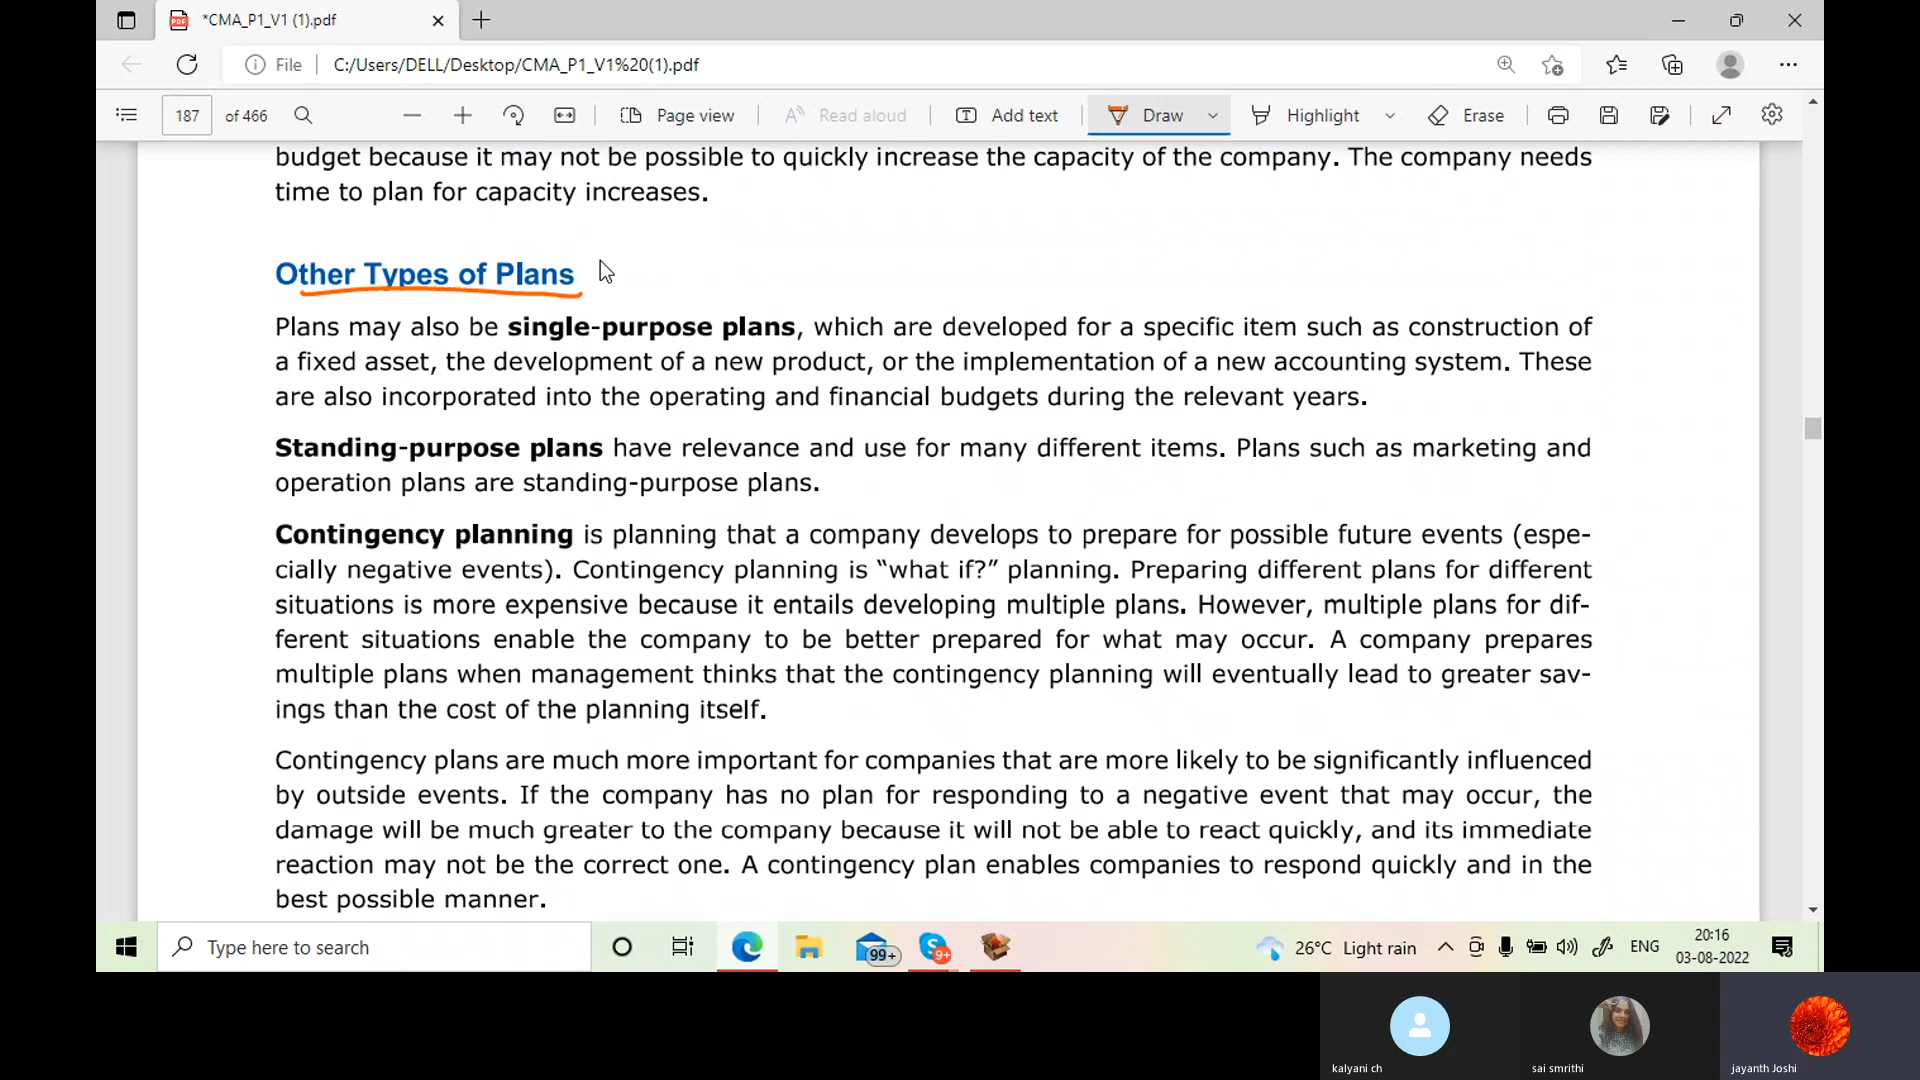 *CMA_P1_V1 (1).pdf
File
C:/Users/DELL/Desktop/CMA_P1_V1%20(1).pdf
187 of 466
Page view
Read aloud
Add text
Draw
Highlight
Erase
budget because it may not be possible to quickly increase the capacity of the company. The company needs
time to plan for capacity increases.
Other Types of Plans
Plans may also be single-purpose plans, which are developed for a specific item such as construction of
a fixed asset, the development of a new product, or the implementation of a new accounting system. These
are also incorporated into the operating and financial budgets during the relevant years.
Standing-purpose plans have relevance and use for many different items. Plans such as marketing and
operation plans are standing-purpose plans.
Contingency planning is planning that a company develops to prepare for possible future events (espe-
cially negative events). Contingency planning is “what if?” planning. Preparing different plans for different
situations is more expensive because it entails developing multiple plans. However, multiple plans for dif-
ferent situations enable the company to be better prepared for what may occur. A company prepares
multiple plans when management thinks that the contingency planning will eventually lead to greater sav-
ings than the cost of the planning itself.
Contingency plans are much more important for companies that are more likely to be significantly influenced
by outside events. If the company has no plan for responding to a negative event that may occur, the
damage will be much greater to the company because it will not be able to react quickly, and its immediate
reaction may not be the correct one. A contingency plan enables companies to respond quickly and in the
best possible manner.
Type here to search
99+
9+
26°C Light rain
ENG
20:16
03-08-2022
kalyani ch
sai smrithi
jayanth Joshi